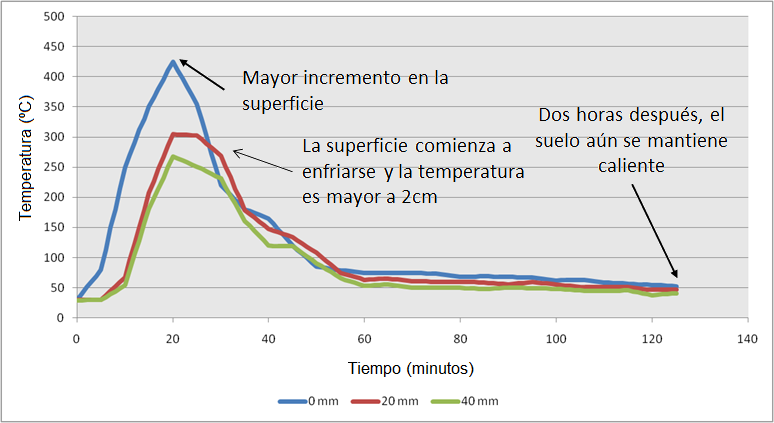 500
450
400
350
300
250
200
150
100
50
0
Temperatura (ºC)
Mayor incremento en la
superficie
La superficie comienza a
enfriarse y la temperatura
es mayor a 2cm
Dos horas después, el
suelo aún se mantiene
caliente
0 20 40 60 80 100 120 140
Tiempo (minutos)
0 mm 20 mm 40 mm